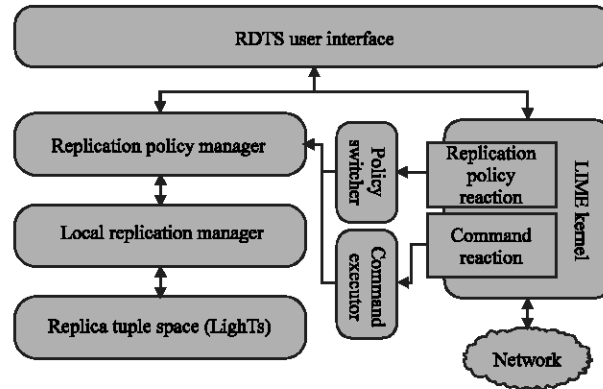 RDTS user interface
Replication policy manager
Policy
switcher
Replication
policy
reaction
LIME kernel
Local replication manager
Command
executor
Command
reaction
Replica tuple space (LighTs)
Network